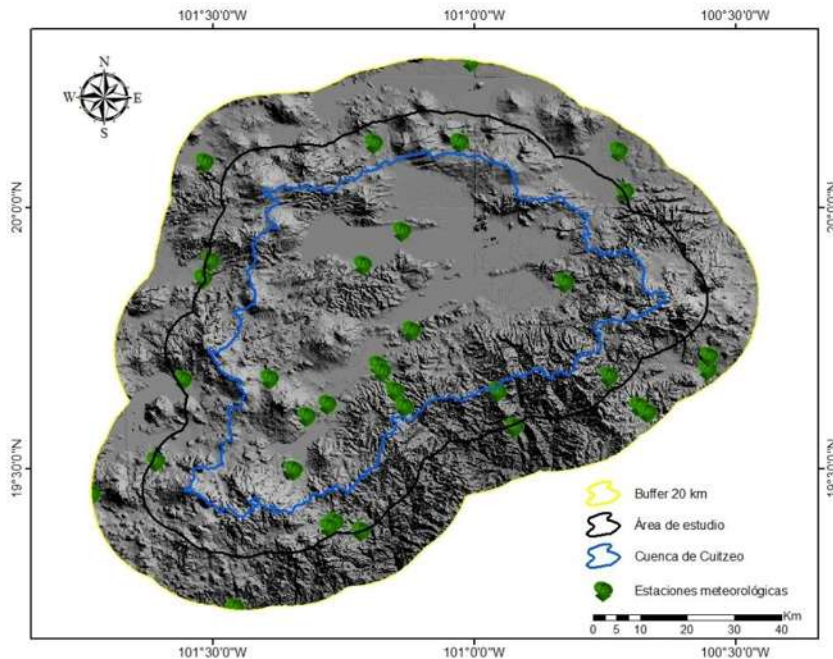 101°30'0"W 101°0'0"W 100°30'0"W
N
W E
S
20°0'0"N 20°0'0"N
19°30'0"N 19°30'0"N
Buffer 20 km
Área de estudio
Cuenca de Cuitzeo
Estaciones meteorológicas
Km
0 5 10 20 30 40
101°30'0"W 101°0'0"W 100°30'0"W